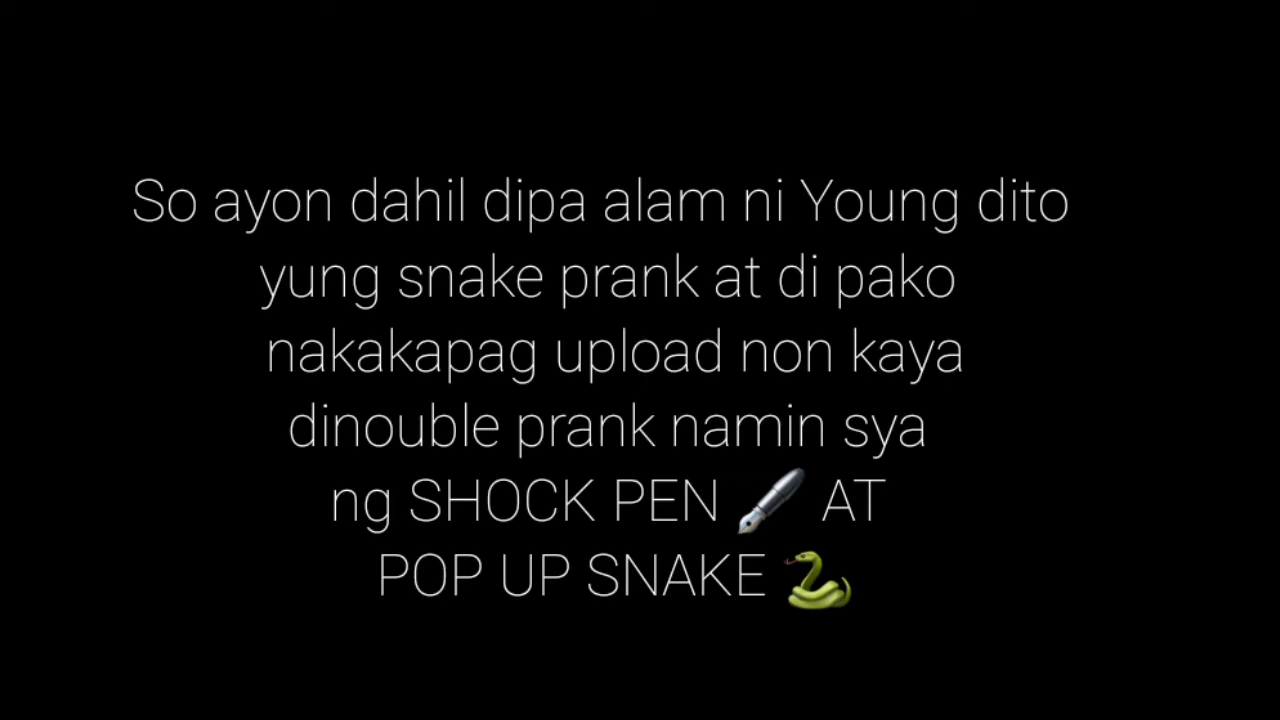 So ayon dahil dipa alam ni Young dito
yung snake prank at di pako
nakakapag upload non kaya
dinouble prank namin sya
ng SHOCK PEN 🖋️ AT
POP UP SNAKE 🐍